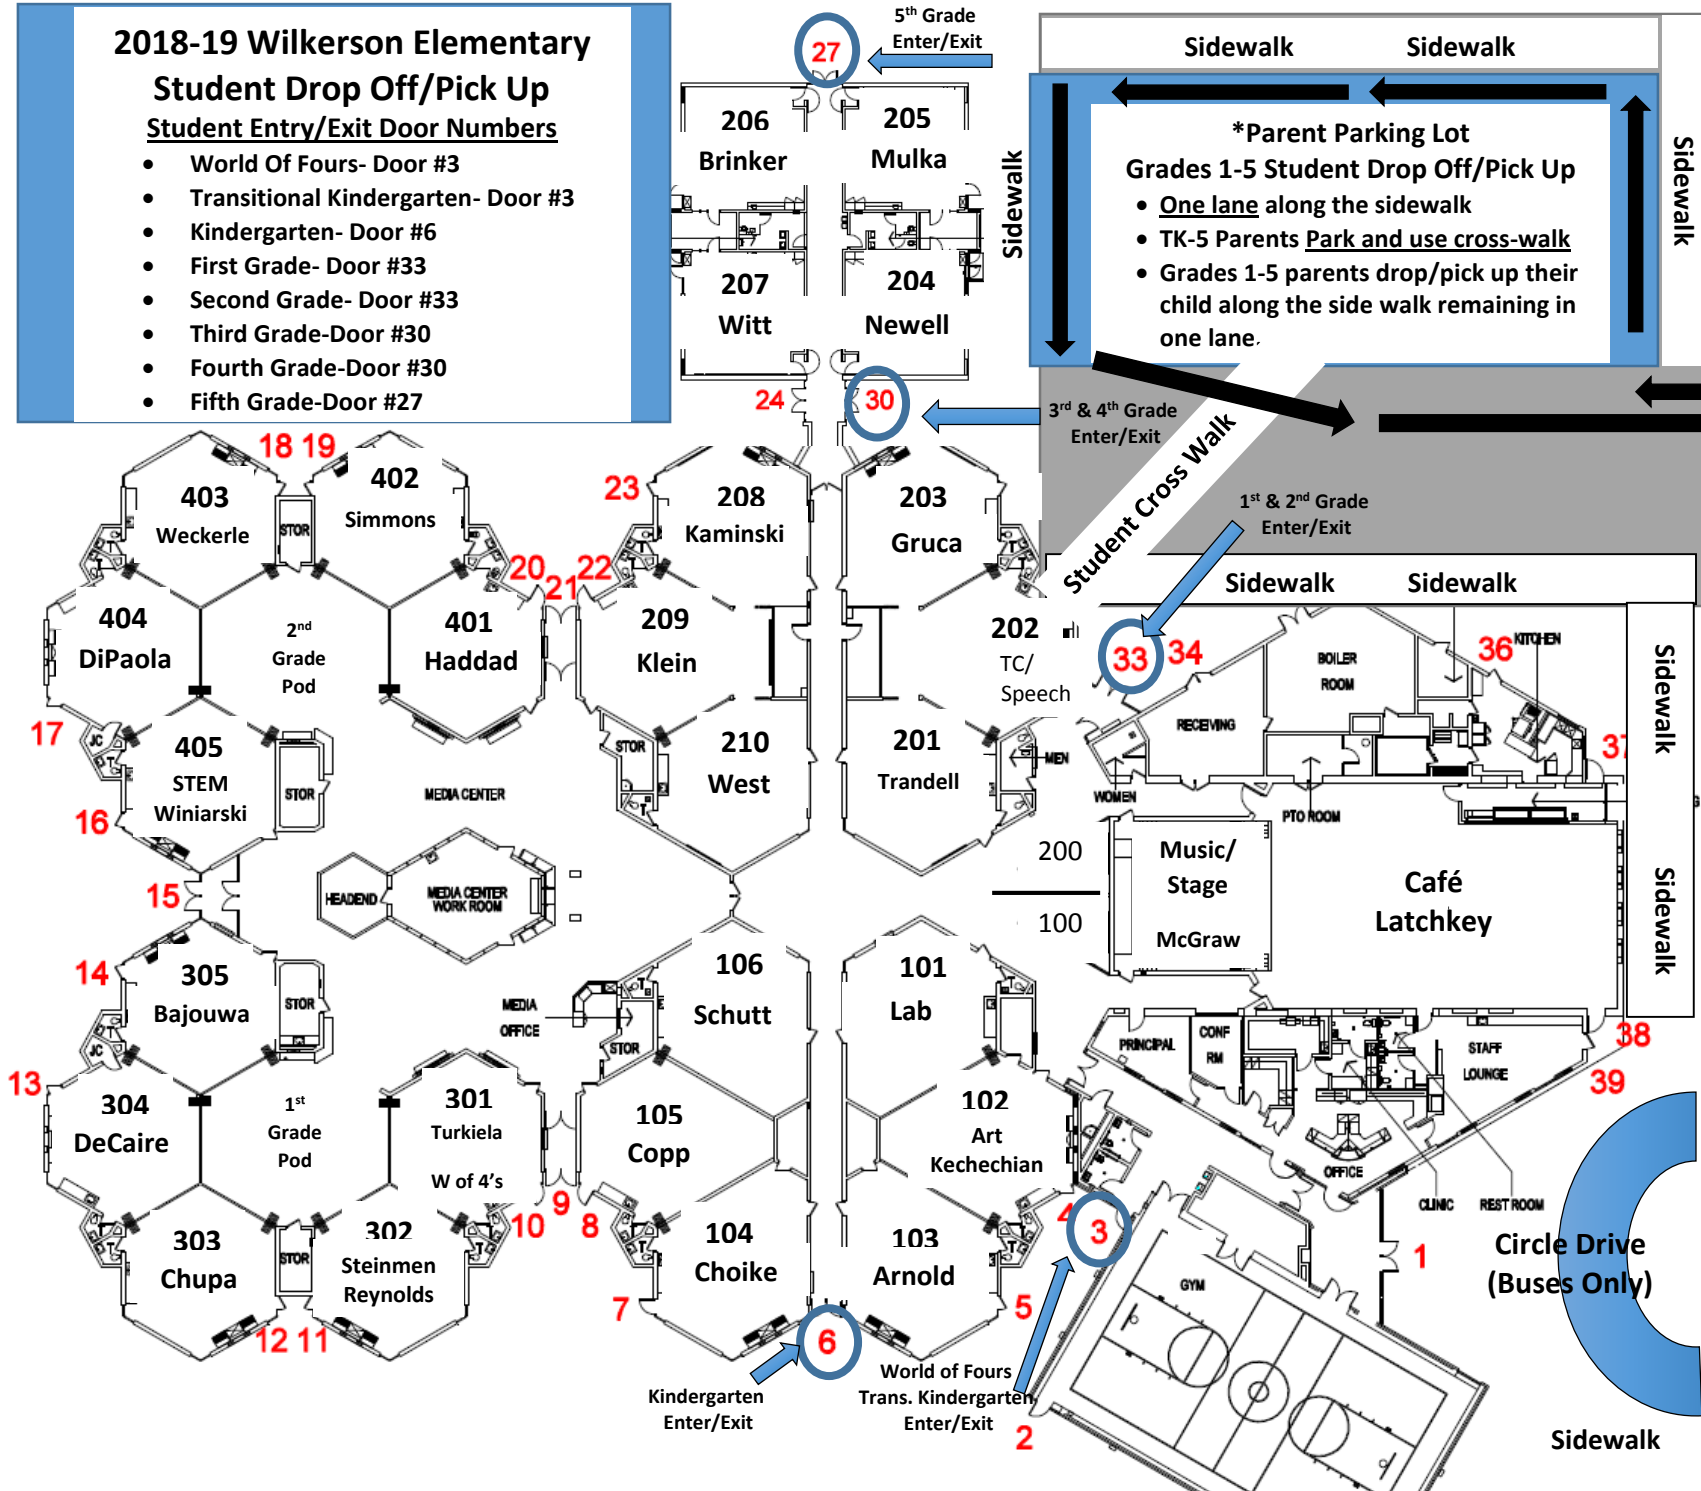 2018-19 Wilkerson Elementary
Student Drop Off/Pick Up
Student Entry/Exit Door Numbers
• World Of Fours- Door #3
• Transitional Kindergarten- Door #3
• Kindergarten- Door #6
• First Grade- Door #33
• Second Grade- Door #33
• Third Grade-Door #30
• Fourth Grade-Door #30
• Fifth Grade-Door #27
5th Grade
Enter/Exit
27
Sidewalk Sidewalk
Sidewalk
Sidewalk
*Parent Parking Lot
Grades 1-5 Student Drop Off/Pick Up
• One lane along the sidewalk
• TK-5 Parents Park and use cross-walk
• Grades 1-5 parents drop/pick up their
child along the side walk remaining in
one lane.
206
Brinker
205
Mulka
207
Witt
204
Newell
24
30
3rd & 4th Grade
Enter/Exit
Student Cross Walk
1st & 2nd Grade
Enter/Exit
Sidewalk Sidewalk
18 19
403
Weckerle
STOR
402
Simmons
23
208
Kaminski
203
Gruca
T
T
T
T
20
21
22
404
DiPaola
2nd
Grade
Pod
401
Haddad
209
Klein
202
TC/
Speech
33
34
36
KITCHEN
BOILER
ROOM
RECEIVING
Sidewalk
17
JC
T
405
STEM
Winiarski
STOR
MEDIA CENTER
STOR
T
210
West
201
Trandell
MEN
WOMEN
PTO ROOM
37
G
16
15
HEADEND
MEDIA CENTER
WORK ROOM
200
100
Music/
Stage
McGraw
Café
Latchkey
Sidewalk
14
305
Bajouwa
STOR
T
JC
MEDIA
OFFICE
STOR
T
106
Schutt
101
Lab
T
PRINCIPAL
CONF
RM
STAFF
LOUNGE
38
39
13
304
DeCaire
1st
Grade
Pod
301
Turkiela
W of 4's
105
Copp
102
Art
Kechechian
OFFICE
CLINIC
REST ROOM
10
9
8
4
3
T
T
T
T
303
Chupa
STOR
302
Steinmen
Reynolds
104
Choike
103
Arnold
GYM
1
Circle Drive
(Buses Only)
12 11
7
6
5
Kindergarten
Enter/Exit
World of Fours
Trans. Kindergarten
Enter/Exit
2
Sidewalk